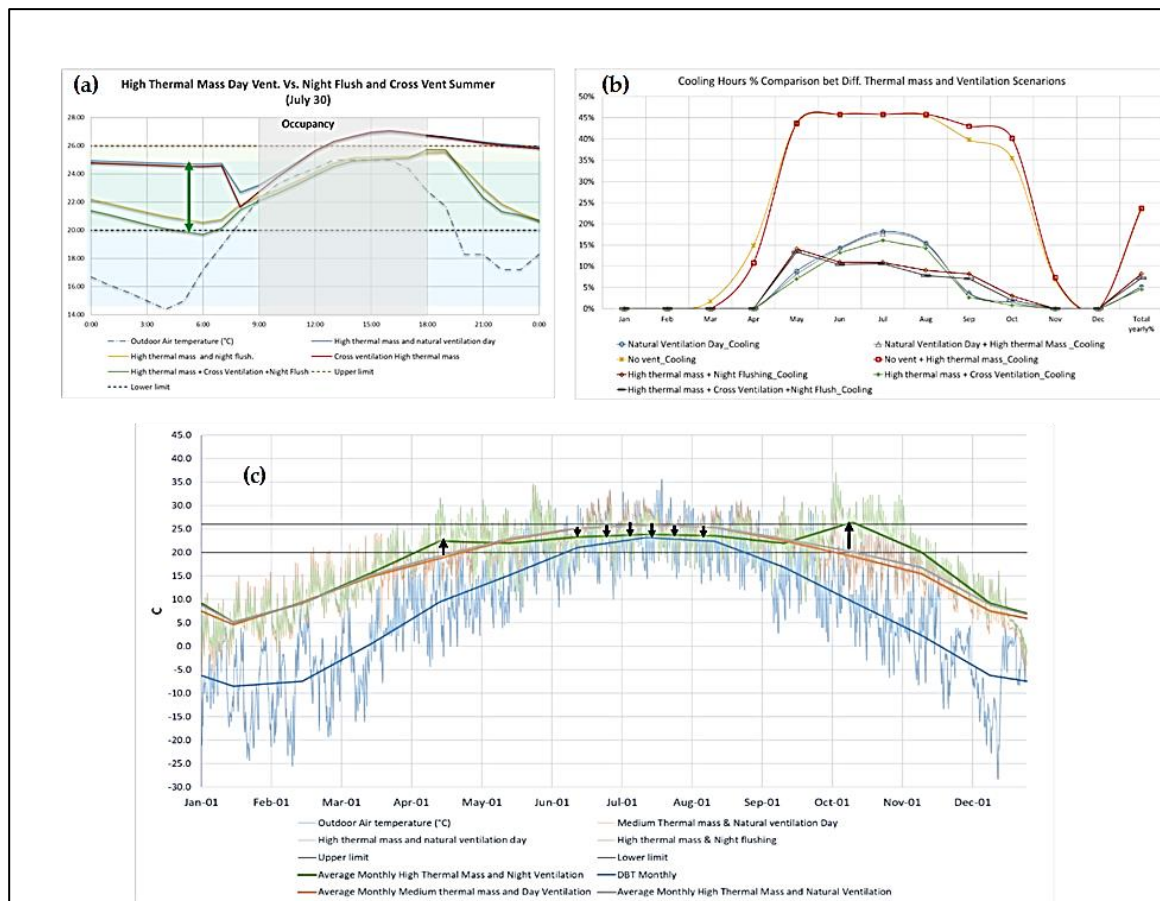 (a)
High Thermal Mass Day Vent. Vs. Night Flush and Cross Vent Summer
(July 30)
Occupancy
28.00
26.00
24.00
22.00
20.00
18.00
16.00
14.00
0:00 3:00 6:00 9:00 12:00 15:00 18:00 21:00 0:00
Outdoor Air temperature (°C) High thermal mass and natural ventilation day
High thermal mass and night flush. Cross ventilation High thermal mass
High thermal mass + Cross Ventilation +Night Flush Upper limit
Lower limit
(b)
Cooling Hours % Comparison bet Diff. Thermal mass and Ventilation Scenarions
50%
45%
40%
35%
30%
25%
20%
15%
10%
5%
0%
Jan Feb Mar Apr May Jun Jul Aug Sep Oct Nov Dec Total
yearly%
Natural Ventilation Day_Cooling Natural Ventilation Day + High thermal Mass _Cooling
No vent_Cooling No vent + High thermal mass_Cooling
High thermal mass + Night Flushing_Cooling High thermal mass + Cross Ventilation_Cooling
High thermal mass + Cross Ventilation +Night Flush_Cooling
(c)
45.0
40.0
35.0
30.0
25.0
20.0
15.0
10.0
5.0
0.0
-5.0
-10.0
-15.0
-20.0
-25.0
-30.0
C
Jan-01 Feb-01 Mar-01 Apr-01 May-01 Jun-01 Jul-01 Aug-01 Sep-01 Oct-01 Nov-01 Dec-01
Outdoor Air temperature (°C) Medium Thermal mass & Natural ventilation Day
High thermal mass and natural ventilation day High thermal mass & Night flushing
Upper limit Lower limit
Average Monthly High Thermal Mass and Night Ventilation DBT Monthly
Average Monthly Medium thermal mass and Day Ventilation Average Monthly High Thermal Mass and Natural Ventilation